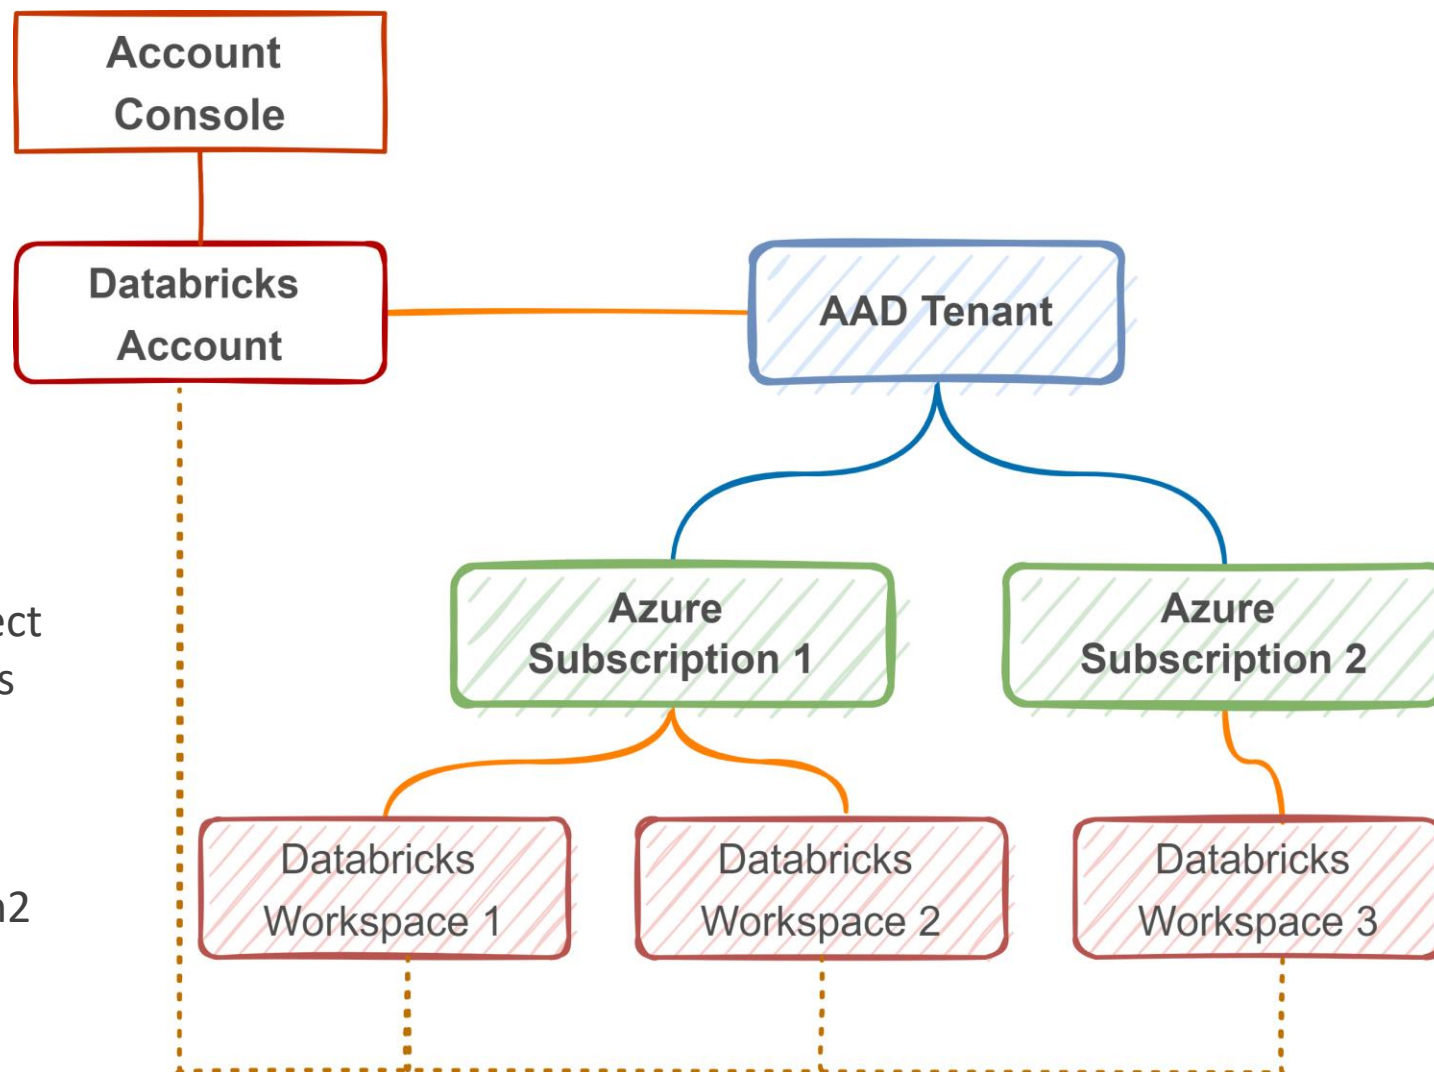 Account
Console
Databricks
Account
AAD Tenant
Azure
Subscription 1
Azure
Subscription 2
Databricks
Workspace 1
Databricks
Workspace 2
Databricks
Workspace 3